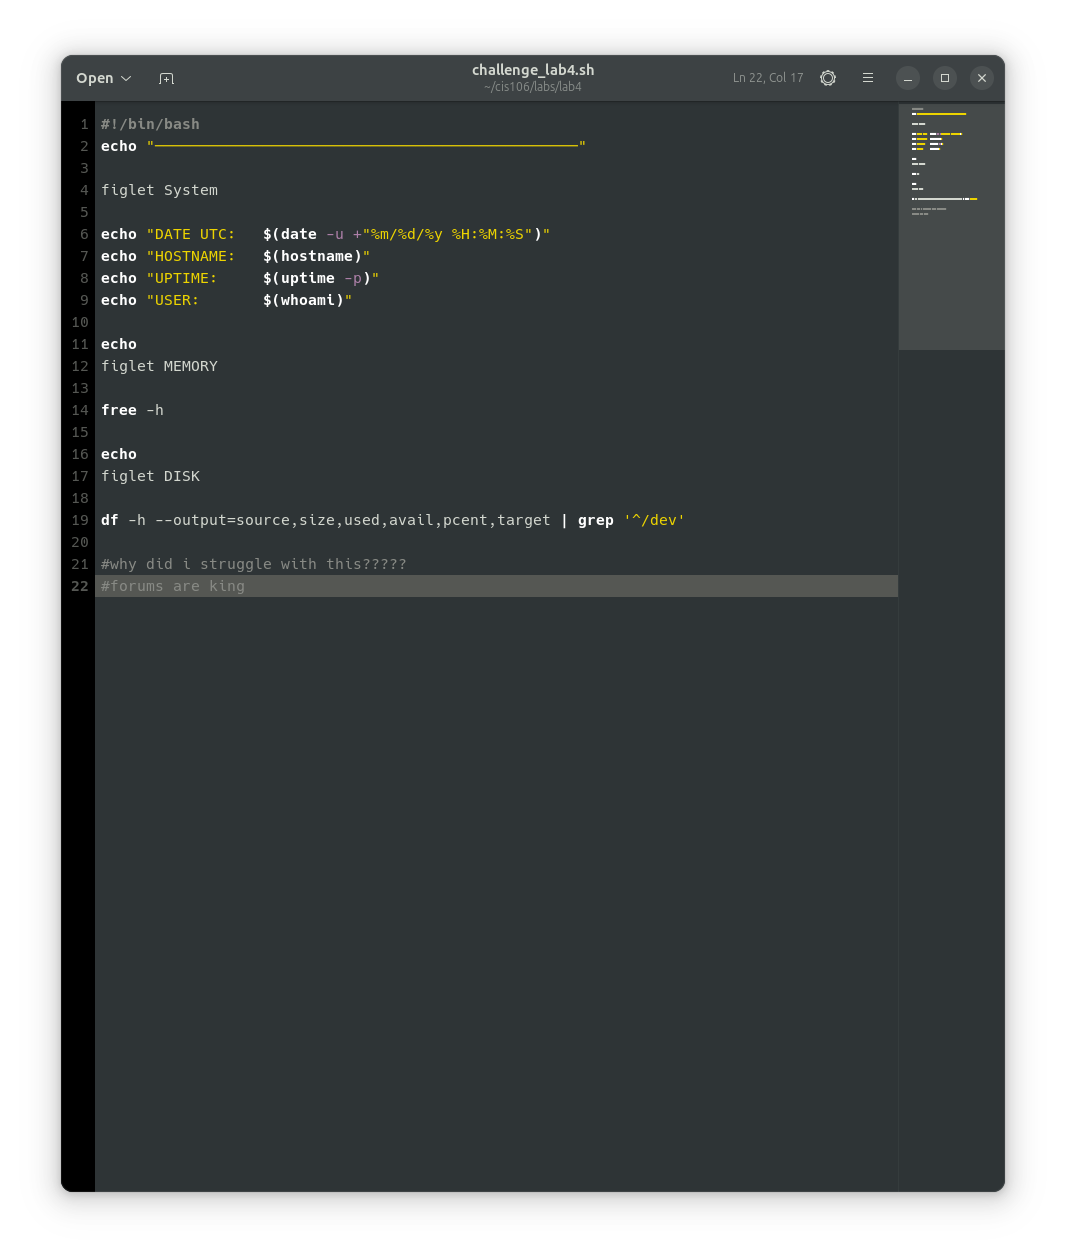 Open
challenge_lab4.sh
~/cis106/labs/lab4
Ln 22, Col 17
1 #!/bin/bash
2 echo "───────────────────────────────────────────────"
3
4 figlet System
5
6 echo "DATE UTC:   $(date -u +"%m/%d/%y %H:%M:%S")"
7 echo "HOSTNAME:   $(hostname)"
8 echo "UPTIME:     $(uptime -p)"
9 echo "USER:       $(whoami)"
10
11 echo
12 figlet MEMORY
13
14 free -h
15
16 echo
17 figlet DISK
18
19 df -h --output=source,size,used,avail,pcent,target | grep '^/dev'
20
21 #why did i struggle with this?????
22 #forums are king